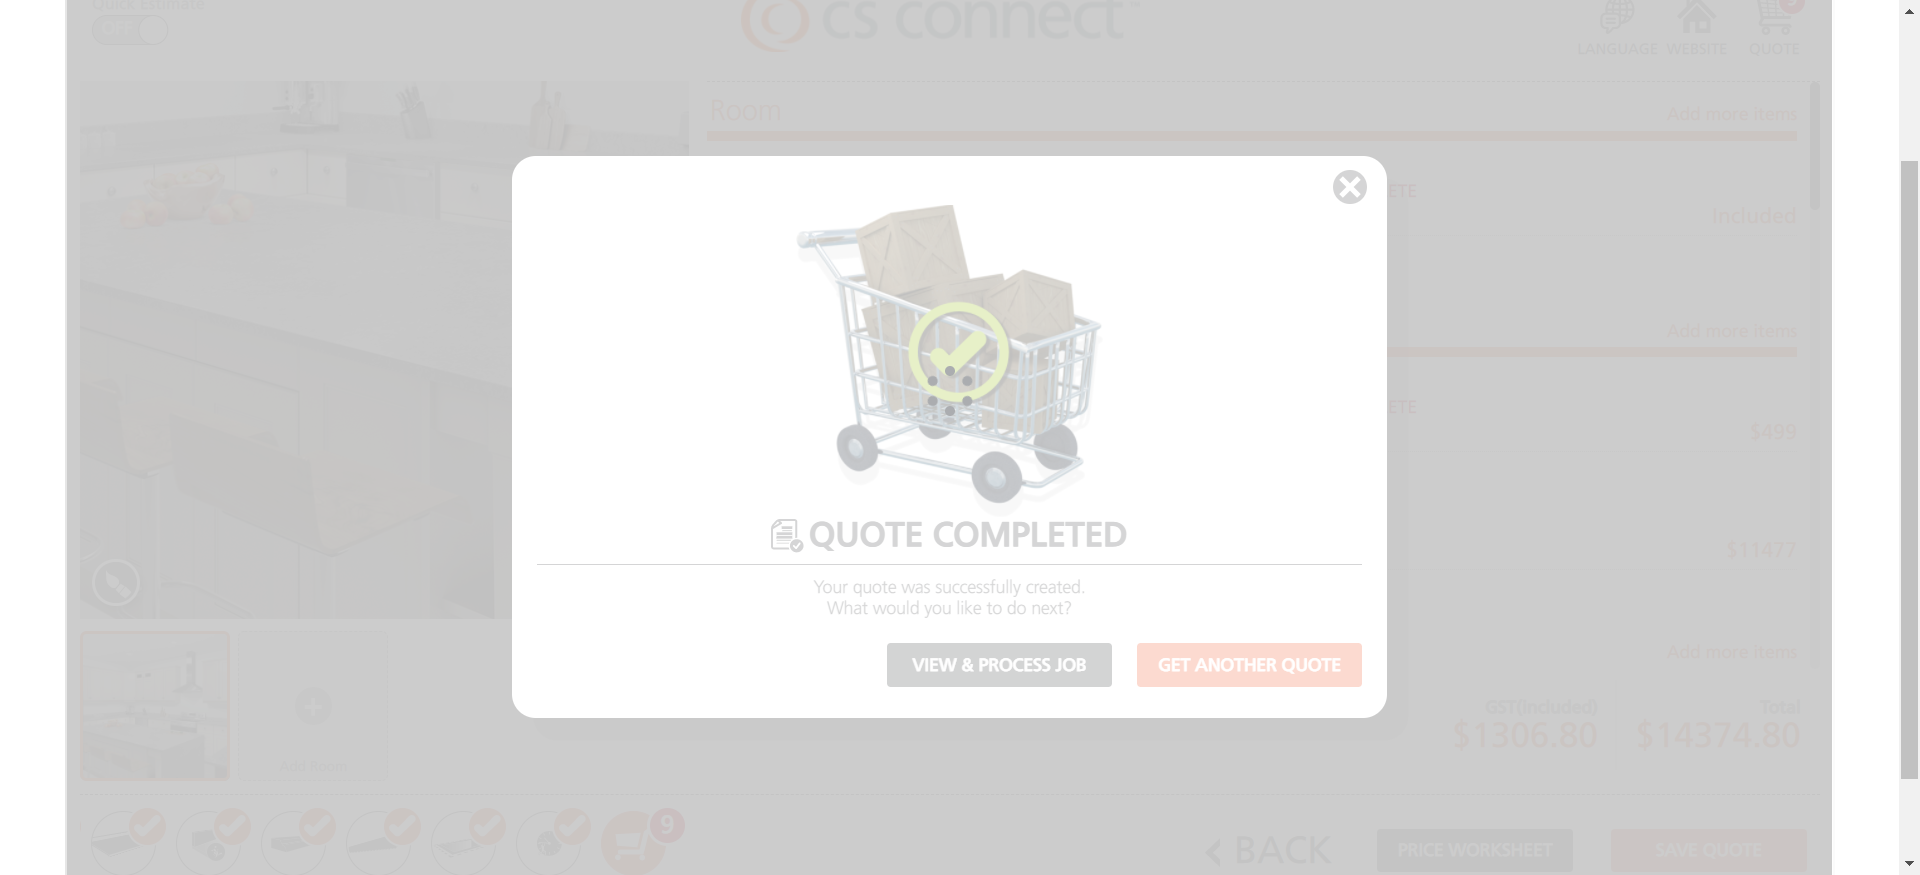 Quick Estimate
OFF
cs connect
LANGUAGE
WEBSITE
9
QUOTE
Room
Add more items
ETE
Included
Add more items
ETE
$499
$11477
Add more items
QUOTE COMPLETED
Your quote was successfully created.
What would you like to do next?
VIEW & PROCESS JOB
GET ANOTHER QUOTE
GST(Included)
Total
$1306.80
$14374.80
Add Room
9
BACK
PRICE WORKSHEET
SAVE QUOTE